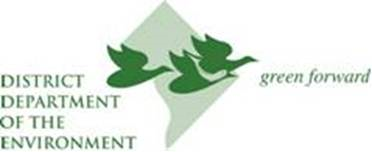 green forward
DISTRICT
DEPARTMENT
OF THE
ENVIRONMENT